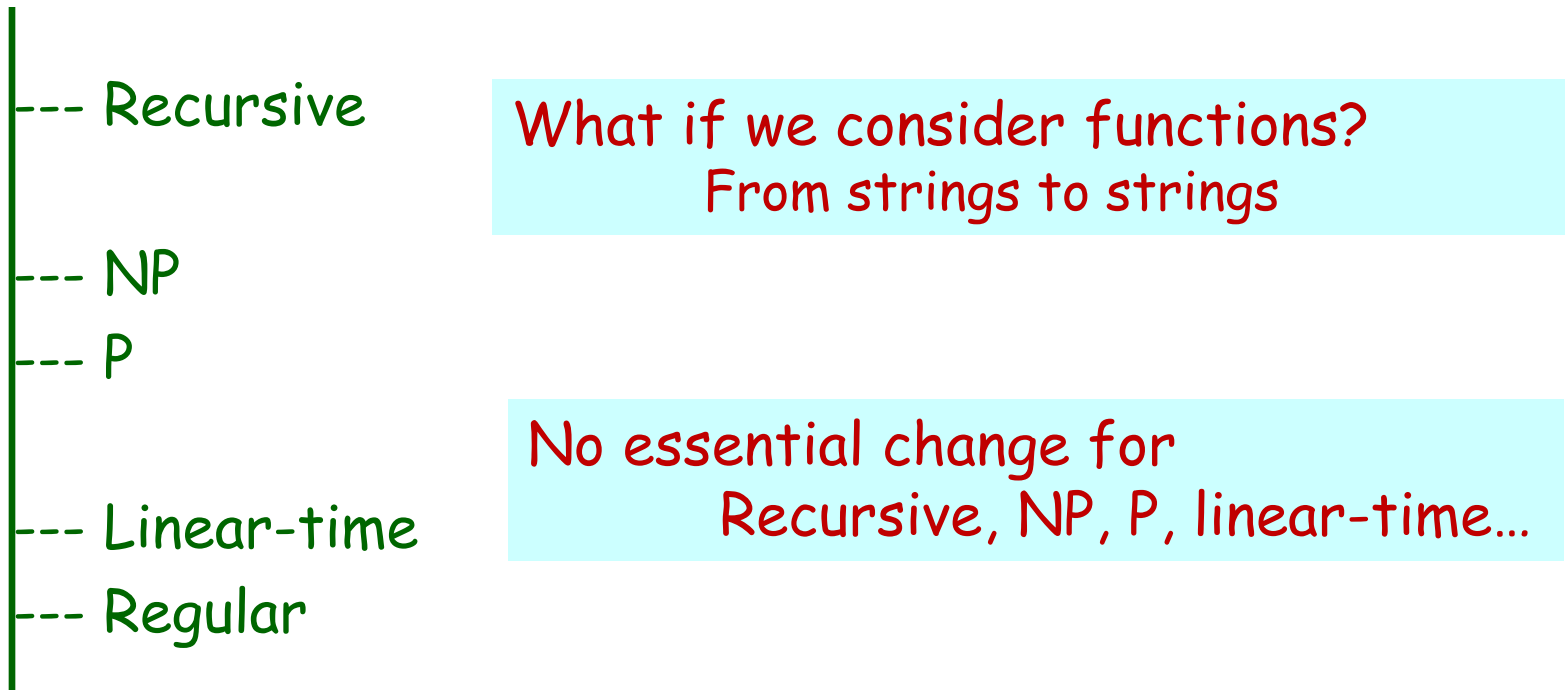 --- Recursive
What if we consider functions?
From strings to strings
--- NP
--- P
No essential change for
Recursive, NP, P, linear-time...
--- Linear-time
--- Regular